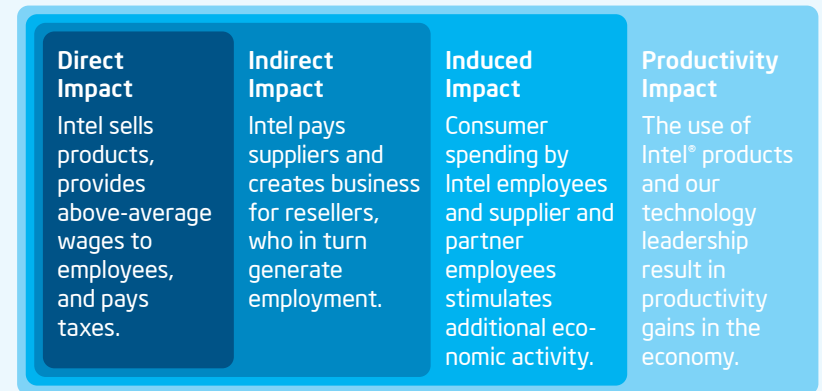 Direct
Impact
Intel sells
products,
provides
above-average
wages to
employees,
and pays
taxes.
Indirect
Impact
Intel pays
suppliers and
creates business
for resellers,
who in turn
generate
employment.
Induced
Impact
Consumer
spending by
Intel employees
and supplier and
partner
employees
stimulates
additional eco-
nomic activity.
Productivity
Impact
The use of
Intel® products
and our
technology
leadership
result in
productivity
gains in the
economy.